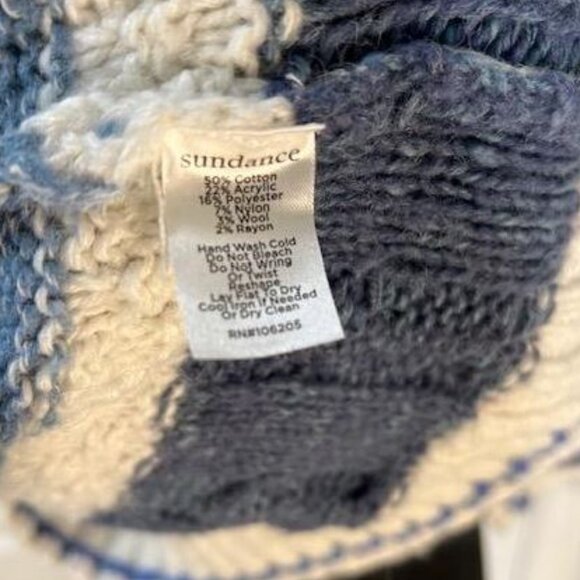 sundance
50% Cotton
22% Acrylic
16% Polyester
7% Nylon
3% Wool
2% Rayon
Hand Wash Cold
Do Not Bleach
Do Not Wring
Or Twist
Reshape
Lay Flat To Dry
Cool Iron If Needed
Or Dry Clean
RN#106205